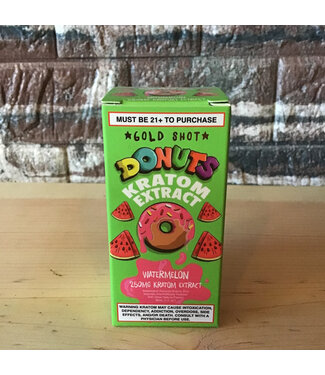 MUST BE 21+ TO PURCHASE
★GOLD SHOT★
DONUTS
KRATOM
EXTRACT
WATERMELON
250MG KRATOM EXTRACT
WARNING KRATOM MAY CAUSE INTOXICATION,
DEPENDENCY, ADDICTION, OVERDOSE, SIDE
EFFECTS, AND/OR DEATH. CONSULT WITH A
PHYSICIAN BEFORE USE.